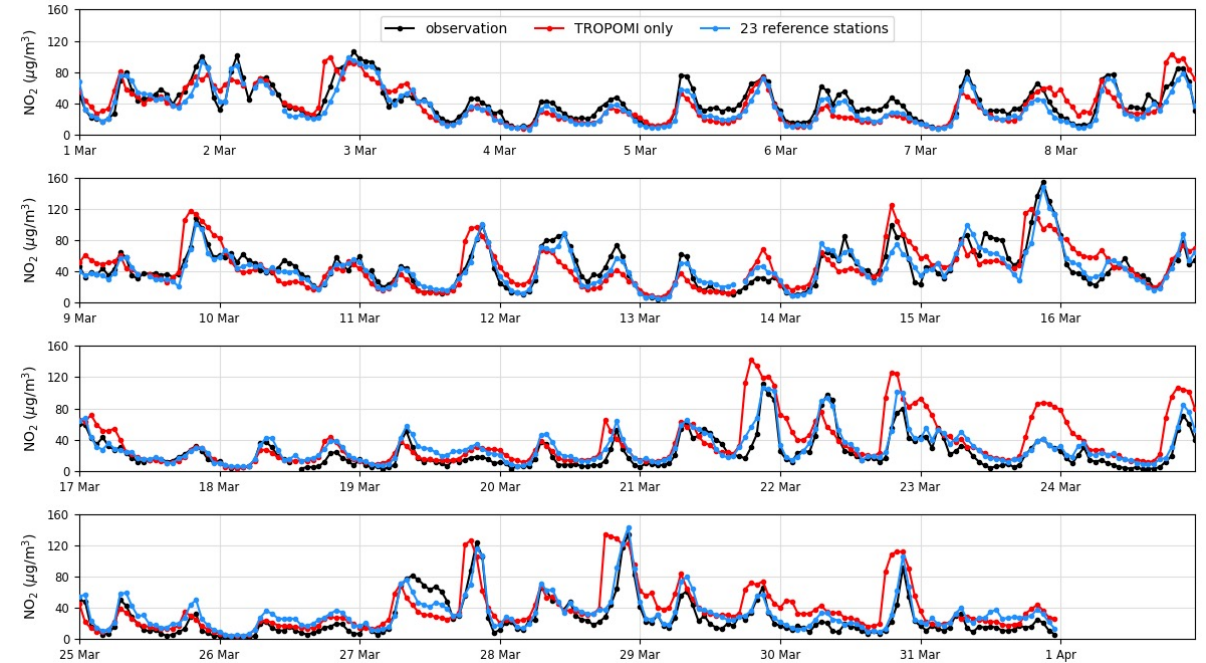 observation TROPOMI only 23 reference stations
NO₂ (µg/m³)
160
120
80
40
0
1 Mar 2 Mar 3 Mar 4 Mar 5 Mar 6 Mar 7 Mar 8 Mar
NO₂ (µg/m³)
160
120
80
40
0
9 Mar 10 Mar 11 Mar 12 Mar 13 Mar 14 Mar 15 Mar 16 Mar
NO₂ (µg/m³)
160
120
80
40
0
17 Mar 18 Mar 19 Mar 20 Mar 21 Mar 22 Mar 23 Mar 24 Mar
NO₂ (µg/m³)
160
120
80
40
0
25 Mar 26 Mar 27 Mar 28 Mar 29 Mar 30 Mar 31 Mar 1 Apr